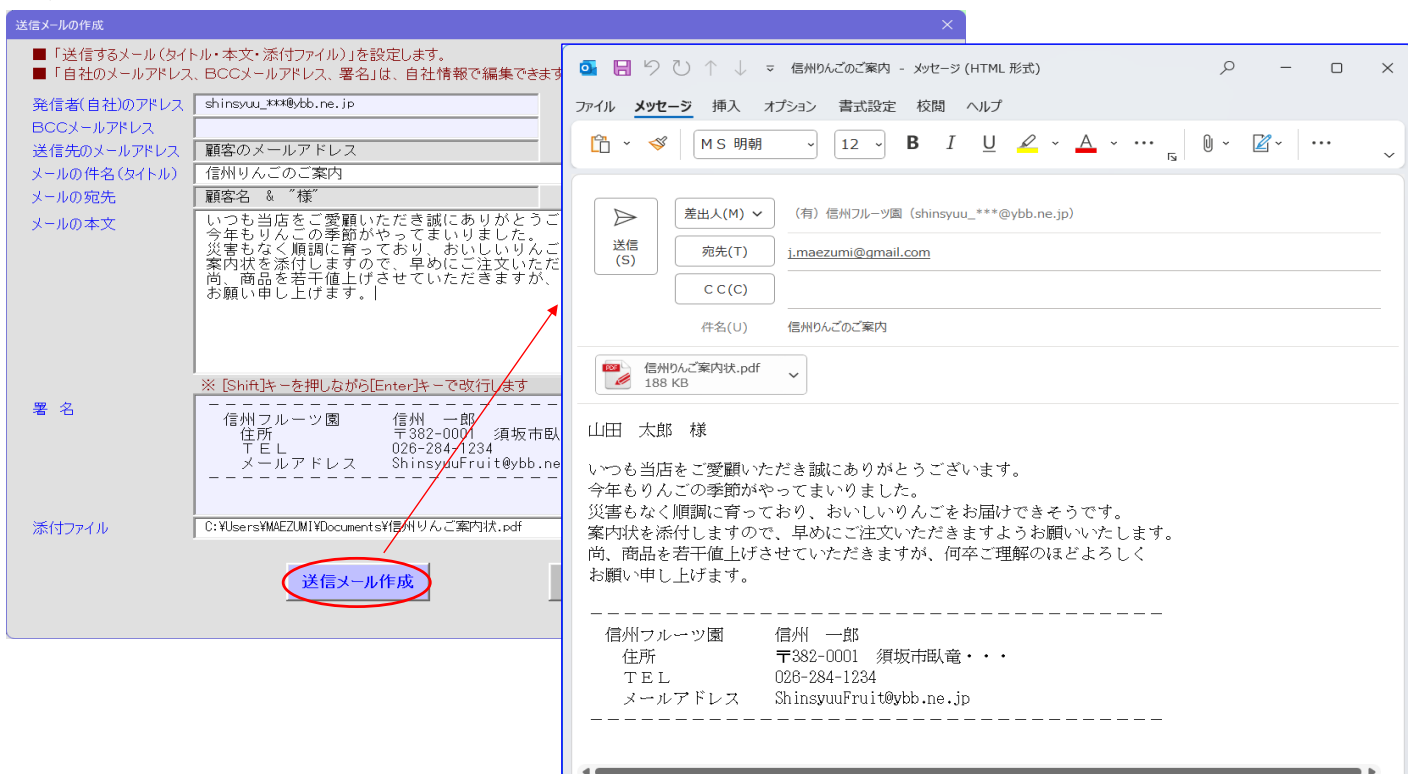 送信メールの作成
■「送信するメール(タイトル・本文・添付ファイル)」を設定します。
■「自社のメールアドレス、BCCメールアドレス、署名」は、自社情報で編集できます
発信者(自社)のアドレス shinsyuu_***@ybb.ne.jp
BCCメールアドレス
送信先のメールアドレス 顧客のメールアドレス
メールの件名(タイトル) 信州りんごのご案内
メールの宛先 顧客名 & ″様″
メールの本文
いつも当店をご愛顧いただき誠にありがとうご
今年もりんごの季節がやってまいりました。
災害もなく順調に育っており、おいしいりんご
案内状を添付しますので、早めにご注文いただ
尚、商品を若干値上げさせていただきますが、
お願い申し上げます。
※ [Shift]キーを押しながら[Enter]キーで改行します
署 名
－－－－－－－－－－－－－－－－－－－－－
信州フルーツ園 信州 一郎
住所 〒382-0001 須坂市臥
ＴＥＬ 026-284-1234
メールアドレス ShinsyuuFruit@ybb.ne
－－－－－－－－－－－－－－－－－－－－－
添付ファイル C:¥Users¥MAEZUMI¥Documents¥信州りんご案内状.pdf
送信メール作成
信州りんごのご案内 - メッセージ (HTML 形式)
ファイル メッセージ 挿入 オプション 書式設定 校閲 ヘルプ
ＭＳ 明朝 12 B I U A
送信
(S)
差出人(M) （有）信州フルーツ園（shinsyuu_***@ybb.ne.jp)
宛先(T) j.maezumi@gmail.com
ＣＣ(C)
件名(U) 信州りんごのご案内
PDF 信州りんご案内状.pdf
188 KB
山田 太郎 様
いつも当店をご愛顧いただき誠にありがとうございます。
今年もりんごの季節がやってまいりました。
災害もなく順調に育っており、おいしいりんごをお届けできそうです。
案内状を添付しますので、早めにご注文いただきますようお願いいたします。
尚、商品を若干値上げさせていただきますが、何卒ご理解のほどよろしく
お願い申し上げます。
－－－－－－－－－－－－－－－－－－－－－－－－－－－－－－－－－－
信州フルーツ園 信州 一郎
住所 〒382-0001 須坂市臥竜・・・
ＴＥＬ 026-284-1234
メールアドレス ShinsyuuFruit@ybb.ne.jp
－－－－－－－－－－－－－－－－－－－－－－－－－－－－－－－－－－